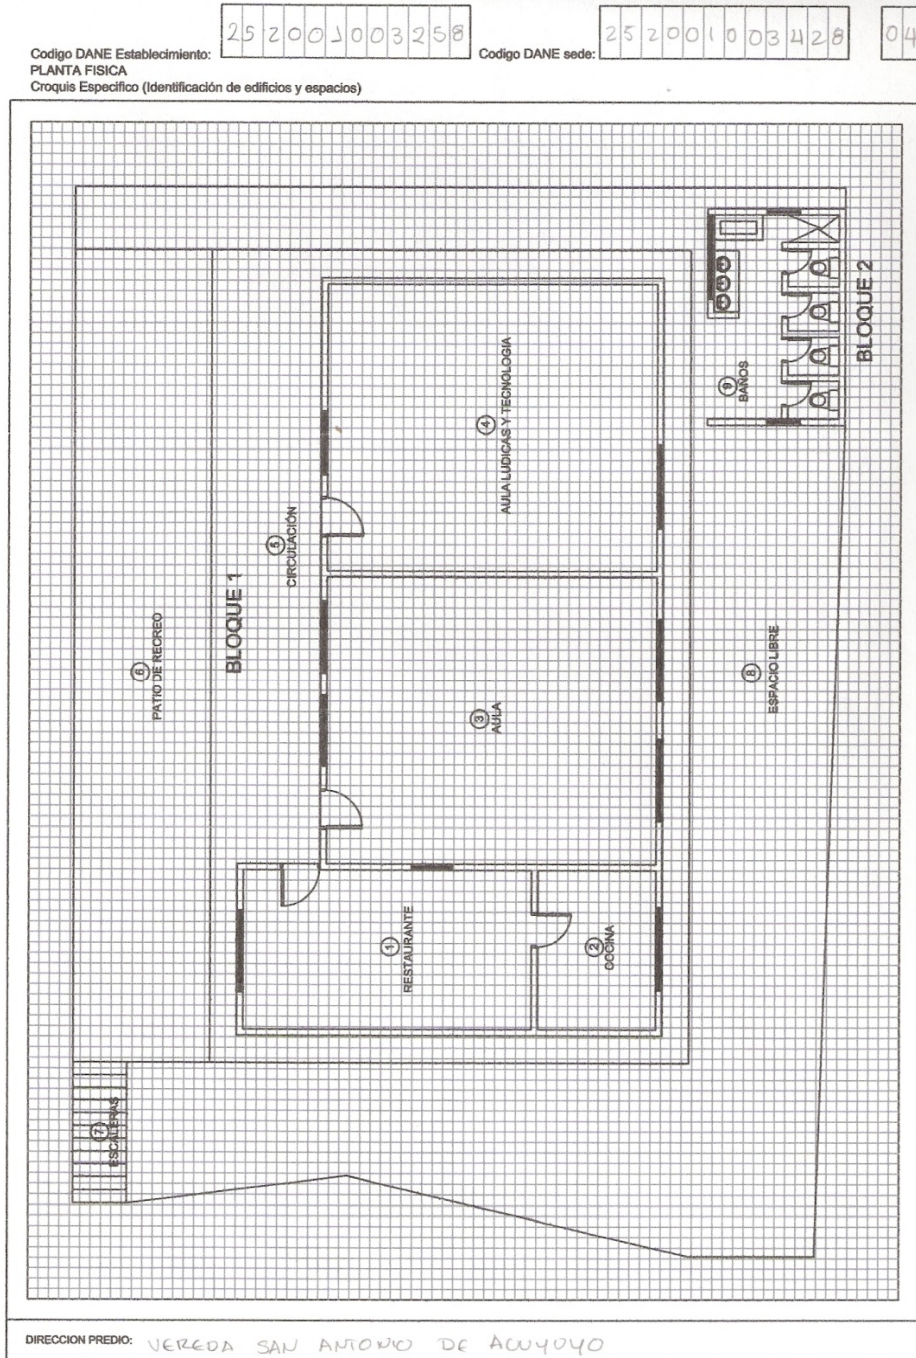 Codigo DANE Establecimiento: 252001003258 Codigo DANE sede: 252001003428 04
PLANTA FISICA
Croquis Especifico (Identificación de edificios y espacios)
6
PATIO DE RECREO
BLOQUE 1
5
CIRCULACIÓN
4
AULA LUDICAS Y TECNOLOGIA
3
AULA
1
RESTAURANTE
2
COCINA
7
ESCALERAS
8
ESPACIO LIBRE
9
BAÑOS
BLOQUE 2
DIRECCION PREDIO: VEREDA SAN ANTONIO DE ACUYUYO